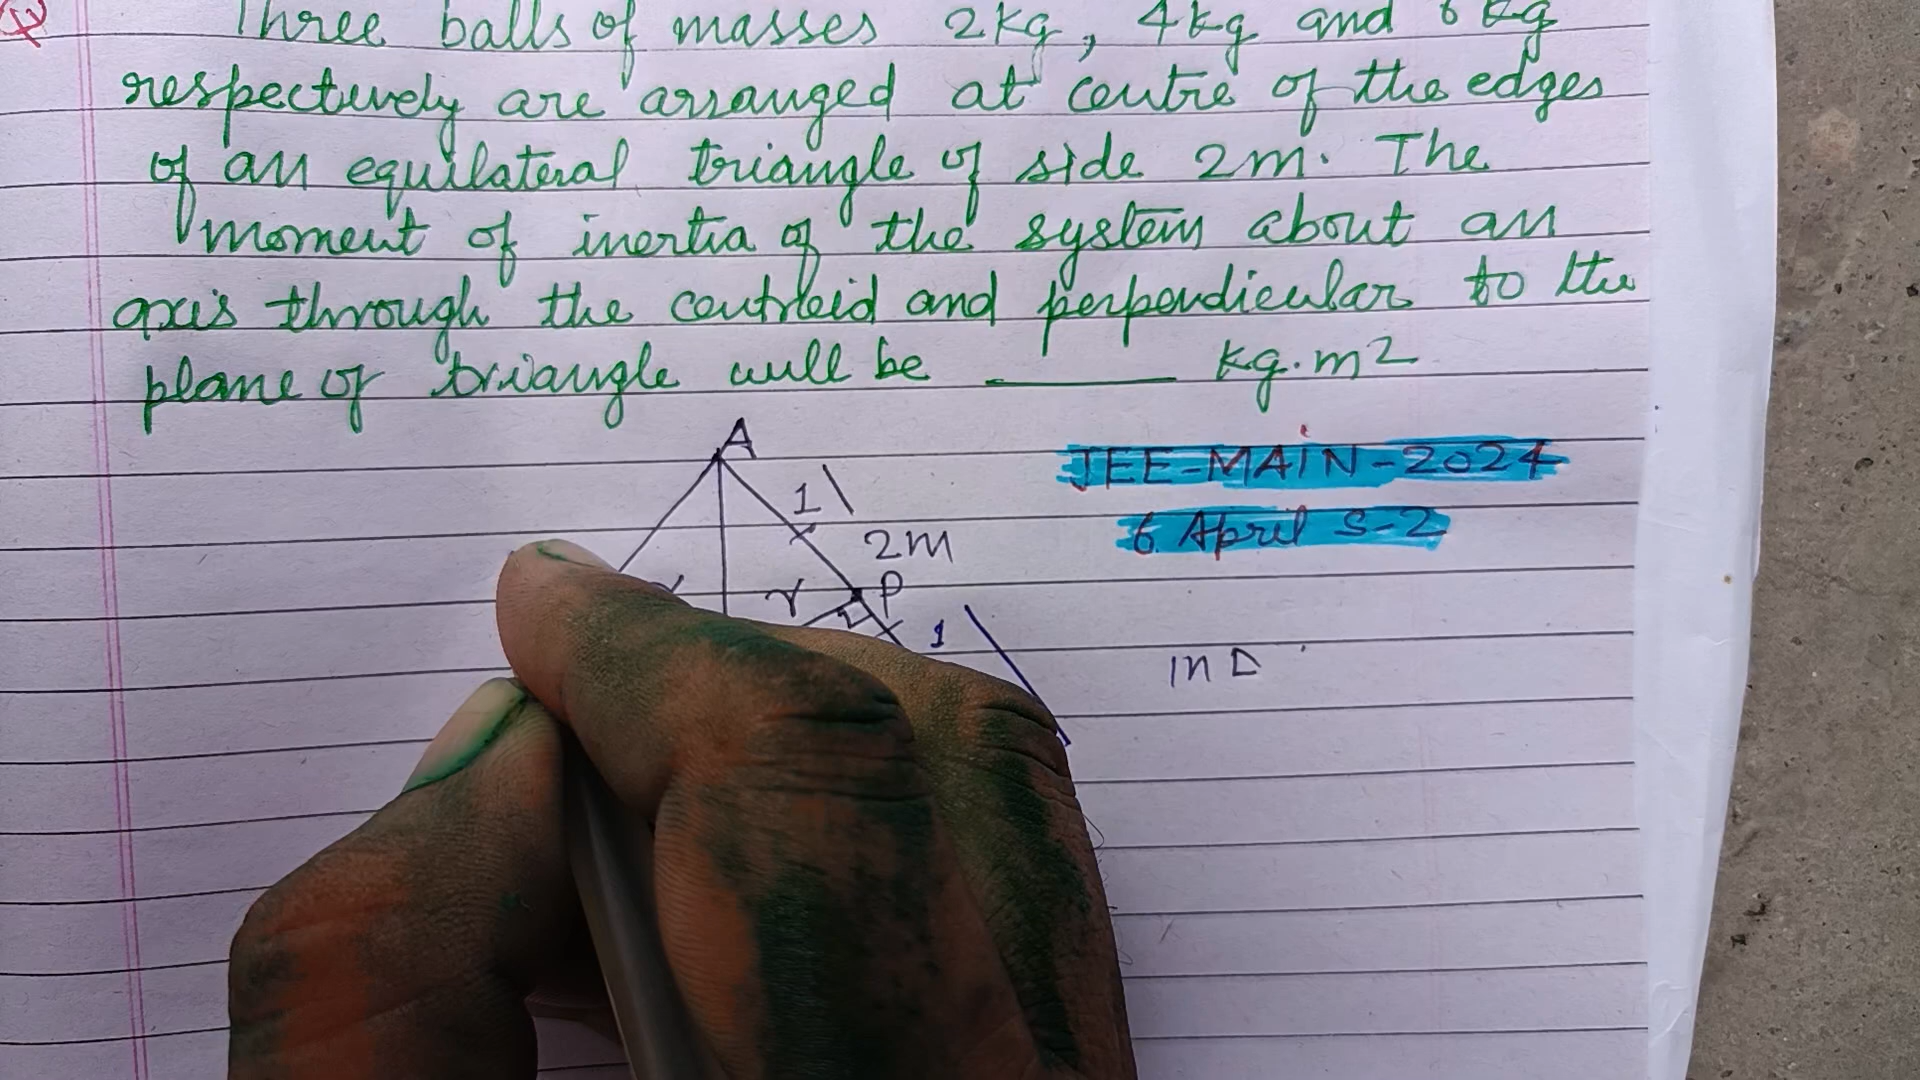 Q Three balls of masses 2kg, 4kg and 6kg
respectively are arranged at centre of the edges
of an equilateral triangle of side 2m. The
moment of inertia of the system about an
axis through the centroid and perpendicular to the
plane of triangle will be ______ kg.m2
A
JEE-MAIN-2024
1
6 April S-2
2m
r P
1
in Δ